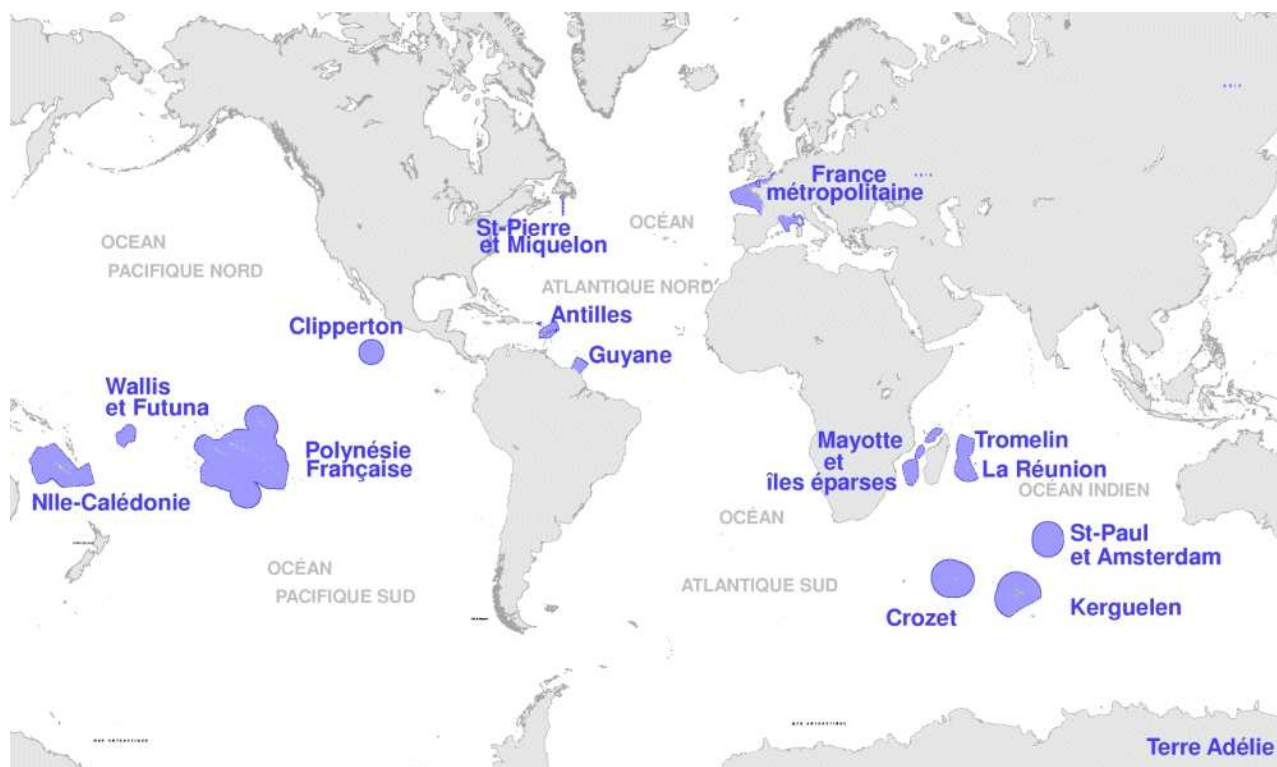 France
métropolitaine
St-Pierre
et Miquelon
OCÉAN
OCEAN
PACIFIQUE NORD
ATLANTIQUE NORD
Antilles
Clipperton
Guyane
Wallis
et Futuna
Polynésie
Française
Mayotte
et
îles éparses
Tromelin
La Réunion
OCÉAN INDIEN
Nlle-Calédonie
OCÉAN
St-Paul
et Amsterdam
OCÉAN
PACIFIQUE SUD
ATLANTIQUE SUD
Crozet
Kerguelen
Terre Adélie